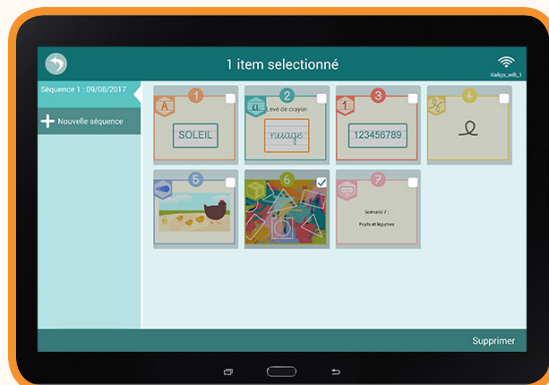 1 item selectionné
Kaligo_wifi_1
Séquence 1 : 09/08/2017
Nouvelle séquence
1
A
SOLEIL
2
a
Levé de crayon
nuage
3
1
123456789
4
5
6
7
Scénario 7 :
Fruits et légumes
Supprimer